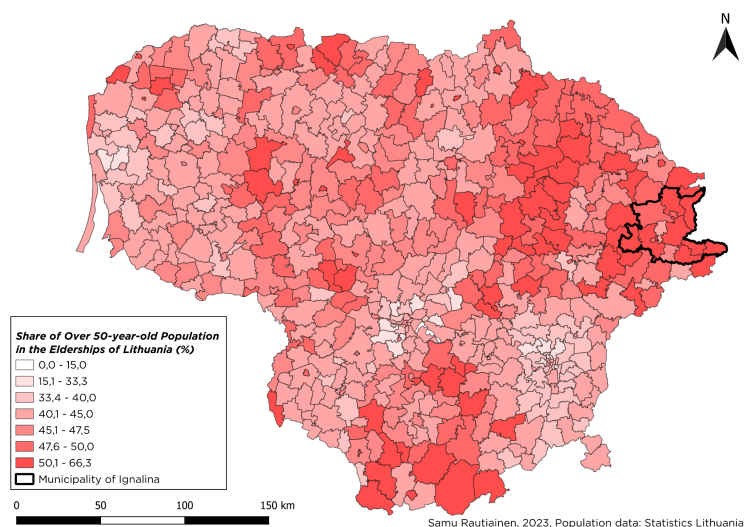 N
Share of Over 50-year-old Population
in the Elderships of Lithuania (%)
0,0 - 15,0
15,1 - 33,3
33,4 - 40,0
40,1 - 45,0
45,1 - 47,5
47,6 - 50,0
50,1 - 66,3
Municipality of Ignalina
0 50 100 150 km
Samu Rautiainen, 2023. Population data: Statistics Lithuania